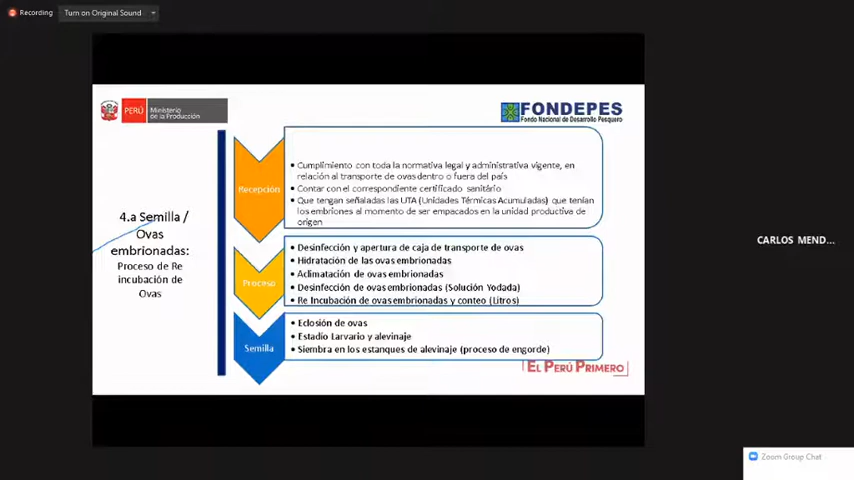 Recording
Turn on Original Sound
PERÚ
Ministerio
de la Producción
FONDEPES
Fondo Nacional de Desarrollo Pesquero
4.a Semilla /
Ovas
embrionadas:
Proceso de Re
incubación de
Ovas
Recepción
• Cumplimiento con toda la normativa legal y administrativa vigente, en
relación al transporte de ovas dentro o fuera del país
• Contar con el correspondiente certificado sanitário
• Que tengan señaladas las UTA (Unidades Térmicas Acumuladas) que tenían
los embriones al momento de ser empacados en la unidad productiva de
origen
Proceso
• Desinfección y apertura de caja de transporte de ovas
• Hidratación de las ovas embrionadas
• Aclimatación de ovas embrionadas
• Desinfección de ovas embrionadas (Solución Yodada)
• Re Incubación de ovas embrionadas y conteo (Litros)
Semilla
• Eclosión de ovas
• Estadío Larvario y alevinaje
• Siembra en los estanques de alevinaje (proceso de engorde)
EL PERÚ PRIMERO
CARLOS MEND...
Zoom Group Chat